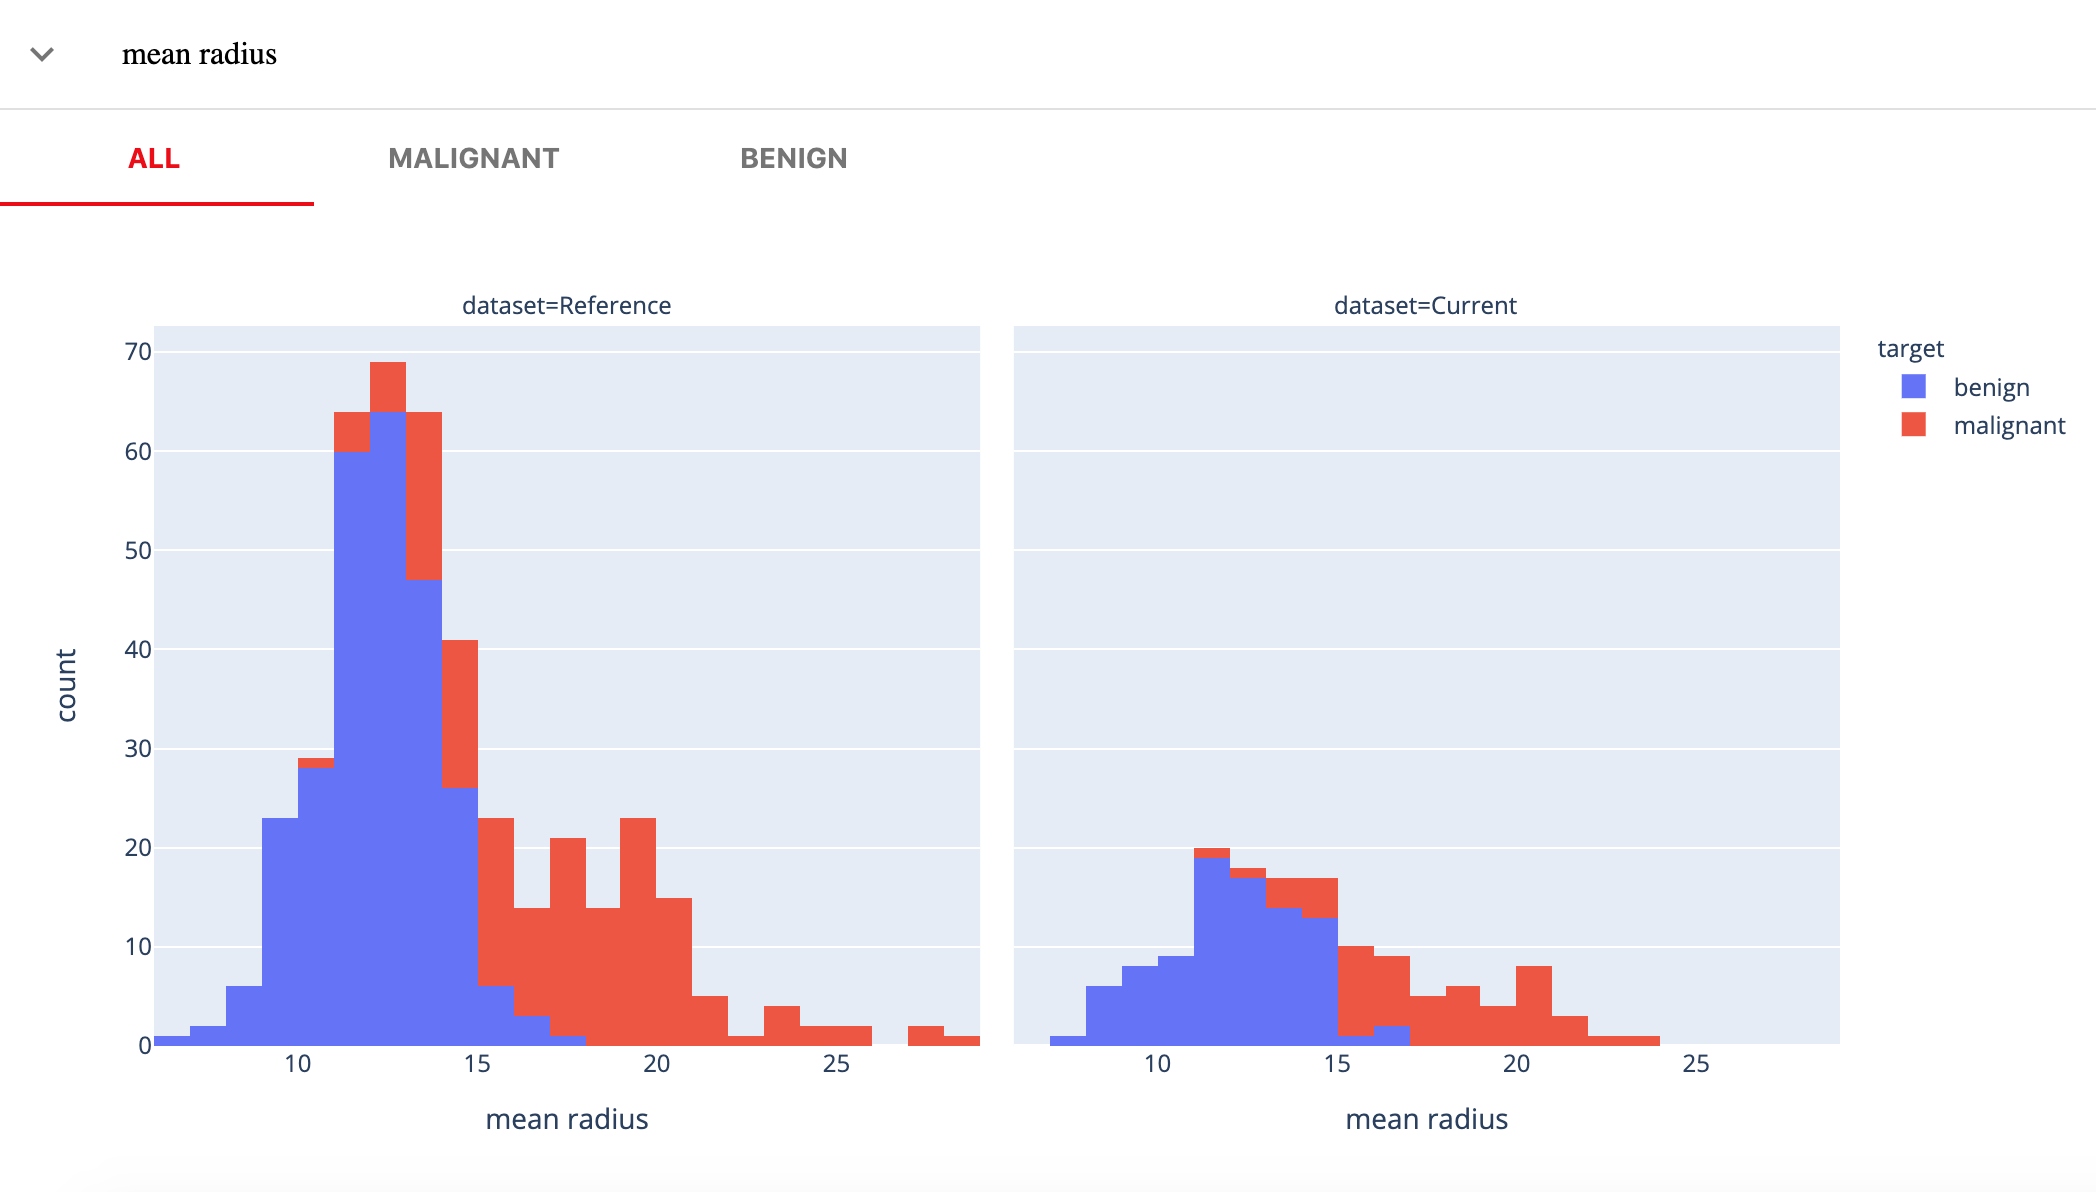 mean radius
ALL
MALIGNANT
BENIGN
dataset=Reference
dataset=Current
target
benign
malignant
70
60
50
40
30
20
10
0
count
10
15
20
25
10
15
20
25
mean radius
mean radius